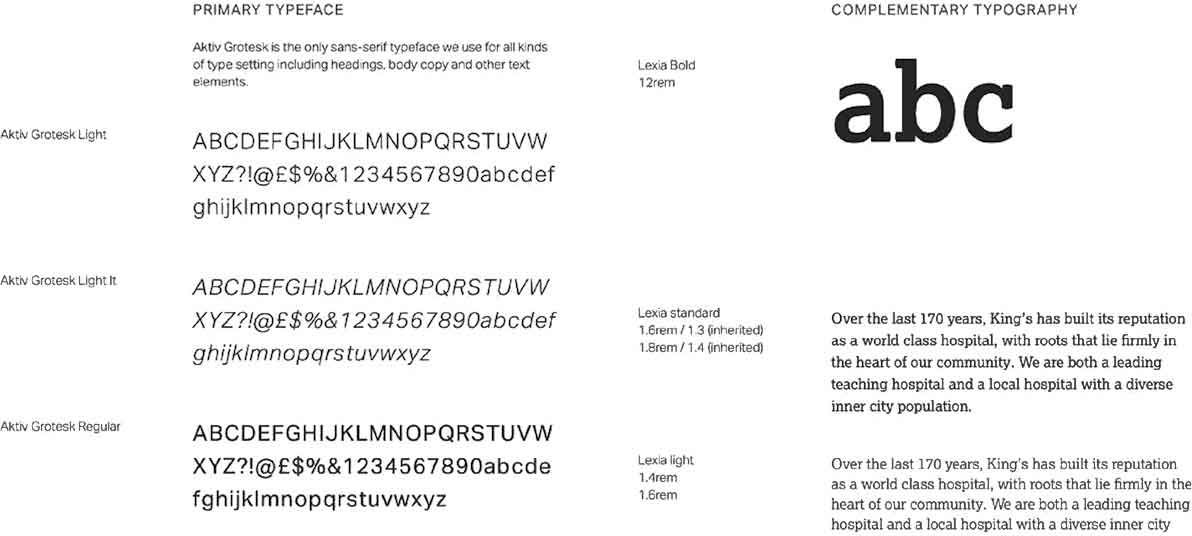 PRIMARY TYPEFACE
Aktiv Grotesk is the only sans-serif typeface we use for all kinds
of type setting including headings, body copy and other text
elements.
Aktiv Grotesk Light
ABCDEFGHIJKLMNOPQRSTUVW
XYZ?!@£$%&1234567890abcdef
ghijklmnopqrstuvwxyz
Aktiv Grotesk Light It
ABCDEFGHIJKLMNOPQRSTUVW
XYZ?!@£$%&1234567890abcdef
ghijklmnopqrstuvwxyz
Aktiv Grotesk Regular
ABCDEFGHIJKLMNOPQRSTUVW
XYZ?!@£$%&1234567890abcde
fghijklmnopqrstuvwxyz
COMPLEMENTARY TYPOGRAPHY
Lexia Bold
12rem
abc
Lexia standard
1.6rem / 1.3 (inherited)
1.8rem / 1.4 (inherited)
Over the last 170 years, King's has built its reputation
as a world class hospital, with roots that lie firmly in
the heart of our community. We are both a leading
teaching hospital and a local hospital with a diverse
inner city population.
Lexia light
1.4rem
1.6rem
Over the last 170 years, King's has built its reputation
as a world class hospital, with roots that lie firmly in the
heart of our community. We are both a leading teaching
hospital and a local hospital with a diverse inner city